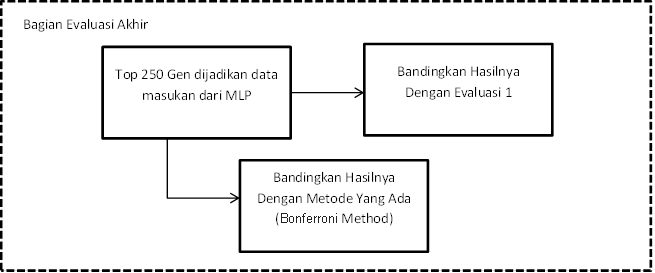 Bagian Evaluasi Akhir
Top 250 Gen dijadikan data
masukan dari MLP
Bandingkan Hasilnya
Dengan Evaluasi 1
Bandingkan Hasilnya
Dengan Metode Yang Ada
(Bonferroni Method)